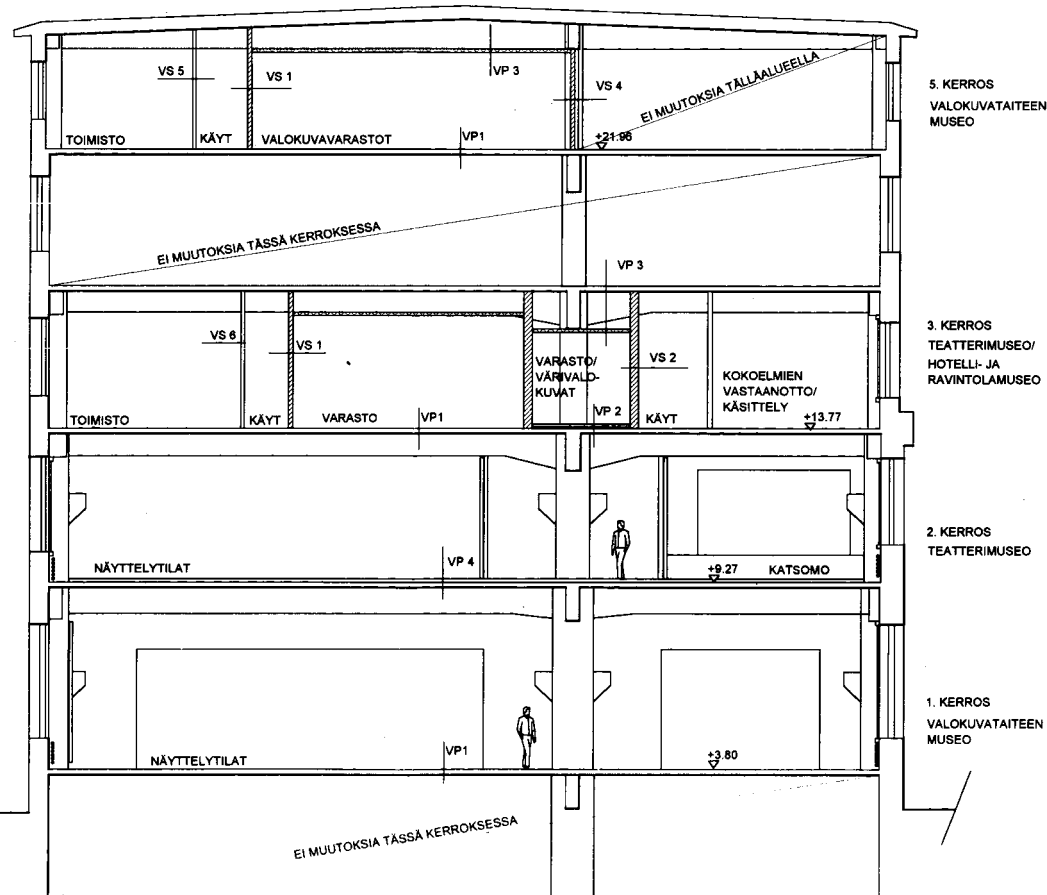 VS 5
VS 1
VP 3
VS 4
EI MUUTOKSIA TÄLLÄALUEELLA
5. KERROS
VALOKUVATAITEEN
MUSEO
TOIMISTO
KÄYT
VALOKUVAVARASTOT
VP1
+21.96
EI MUUTOKSIA TÄSSÄ KERROKSESSA
VP 3
VS 6
VS 1
VARASTO/
VÄRIVALO-
KUVAT
VS 2
KOKOELMIEN
VASTAANOTTO/
KÄSITTELY
3. KERROS
TEATTERIMUSEO/
HOTELLI- JA
RAVINTOLAMUSEO
TOIMISTO
KÄYT
VARASTO
VP1
VP 2
KÄYT
+13.77
2. KERROS
TEATTERIMUSEO
NÄYTTELYTILAT
VP 4
+9.27
KATSOMO
1. KERROS
VALOKUVATAITEEN
MUSEO
NÄYTTELYTILAT
VP1
+3.80
EI MUUTOKSIA TÄSSÄ KERROKSESSA